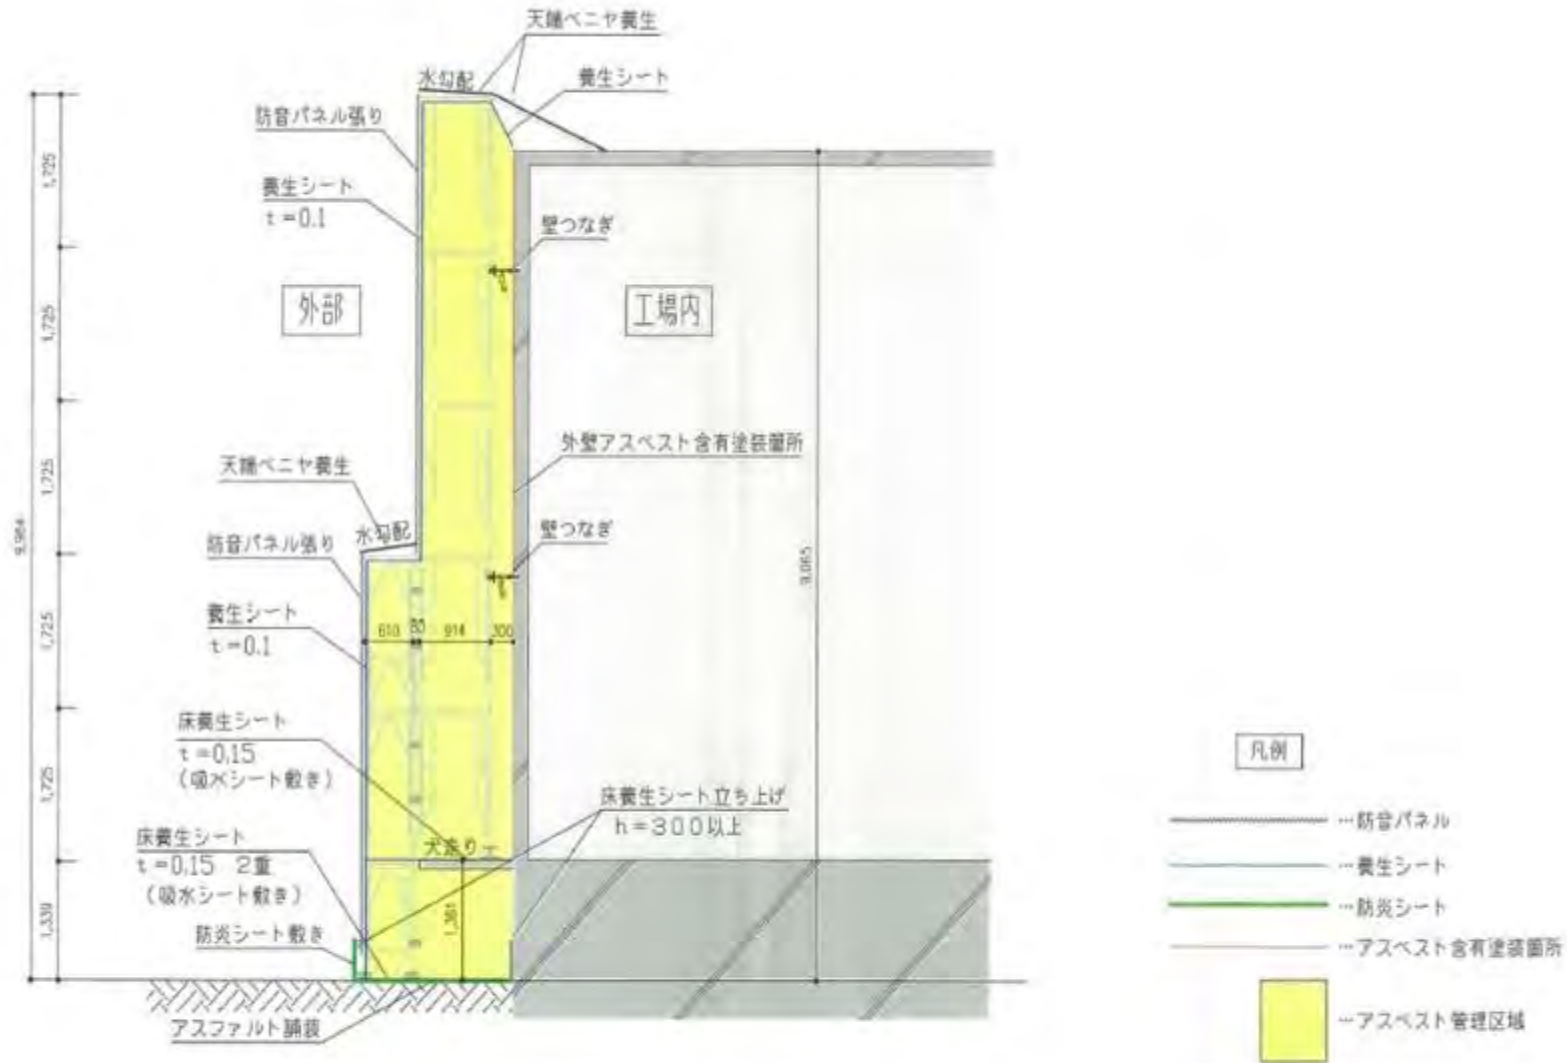 天端ベニヤ養生
水勾配
養生シート
防音パネル張り
養生シート
t=0.1
壁つなぎ
外部
工場内
1,725
1,725
1,725
1,725
1,725
1,339
9,964
外壁アスベスト含有塗装箇所
天端ベニヤ養生
水勾配
防音パネル張り
壁つなぎ
9,065
養生シート
t=0.1
610
80
914
300
床養生シート
t=0.15
(吸水シート敷き)
床養生シート立ち上げ
h=300以上
犬走り
床養生シート
t=0.15 2重
(吸水シート敷き)
1,361
防炎シート敷き
アスファルト舗装
凡例
…防音パネル
…養生シート
…防炎シート
…アスベスト含有塗装箇所
…アスベスト管理区域